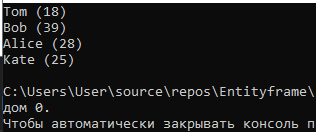 Tom (18)
Bob (39)
Alice (28)
Kate (25)
C:\Users\User\source\repos\Entityframe\
дом 0.
Чтобы автоматически закрывать консоль п